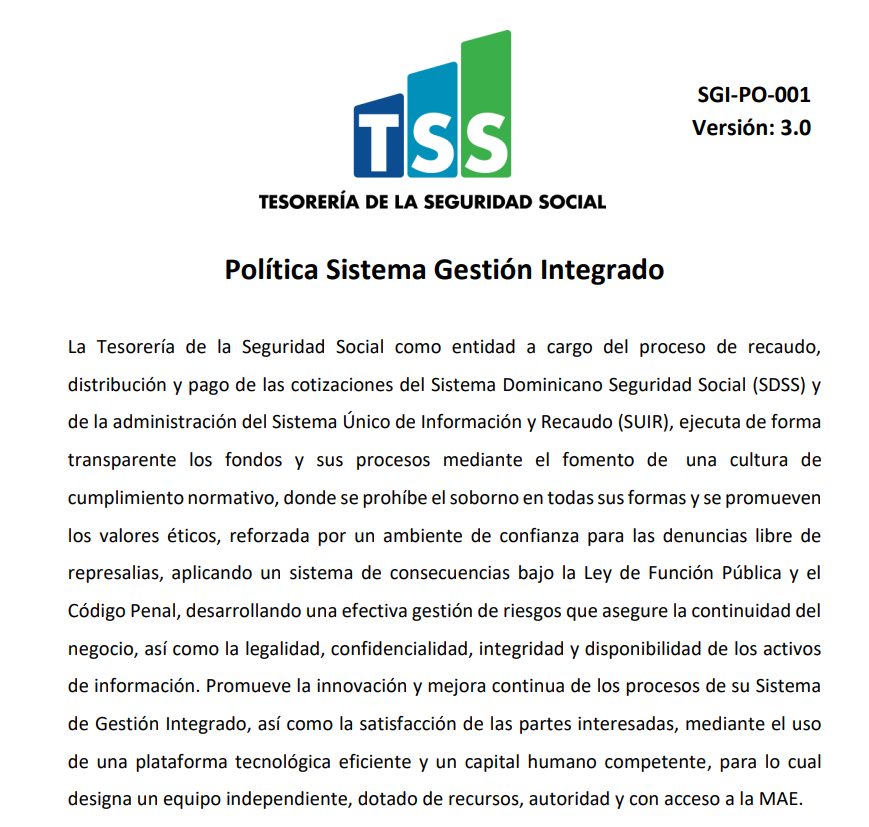 TSS
SGI-PO-001
Versión: 3.0
TESORERÍA DE LA SEGURIDAD SOCIAL
Política Sistema Gestión Integrado
La Tesorería de la Seguridad Social como entidad a cargo del proceso de recaudo,
distribución y pago de las cotizaciones del Sistema Dominicano Seguridad Social (SDSS) y
de la administración del Sistema Único de Información y Recaudo (SUIR), ejecuta de forma
transparente los fondos y sus procesos mediante el fomento de una cultura de
cumplimiento normativo, donde se prohíbe el soborno en todas sus formas y se promueven
los valores éticos, reforzada por un ambiente de confianza para las denuncias libre de
represalias, aplicando un sistema de consecuencias bajo la Ley de Función Pública y el
Código Penal, desarrollando una efectiva gestión de riesgos que asegure la continuidad del
negocio, así como la legalidad, confidencialidad, integridad y disponibilidad de los activos
de información. Promueve la innovación y mejora continua de los procesos de su Sistema
de Gestión Integrado, así como la satisfacción de las partes interesadas, mediante el uso
de una plataforma tecnológica eficiente y un capital humano competente, para lo cual
designa un equipo independiente, dotado de recursos, autoridad y con acceso a la MAE.